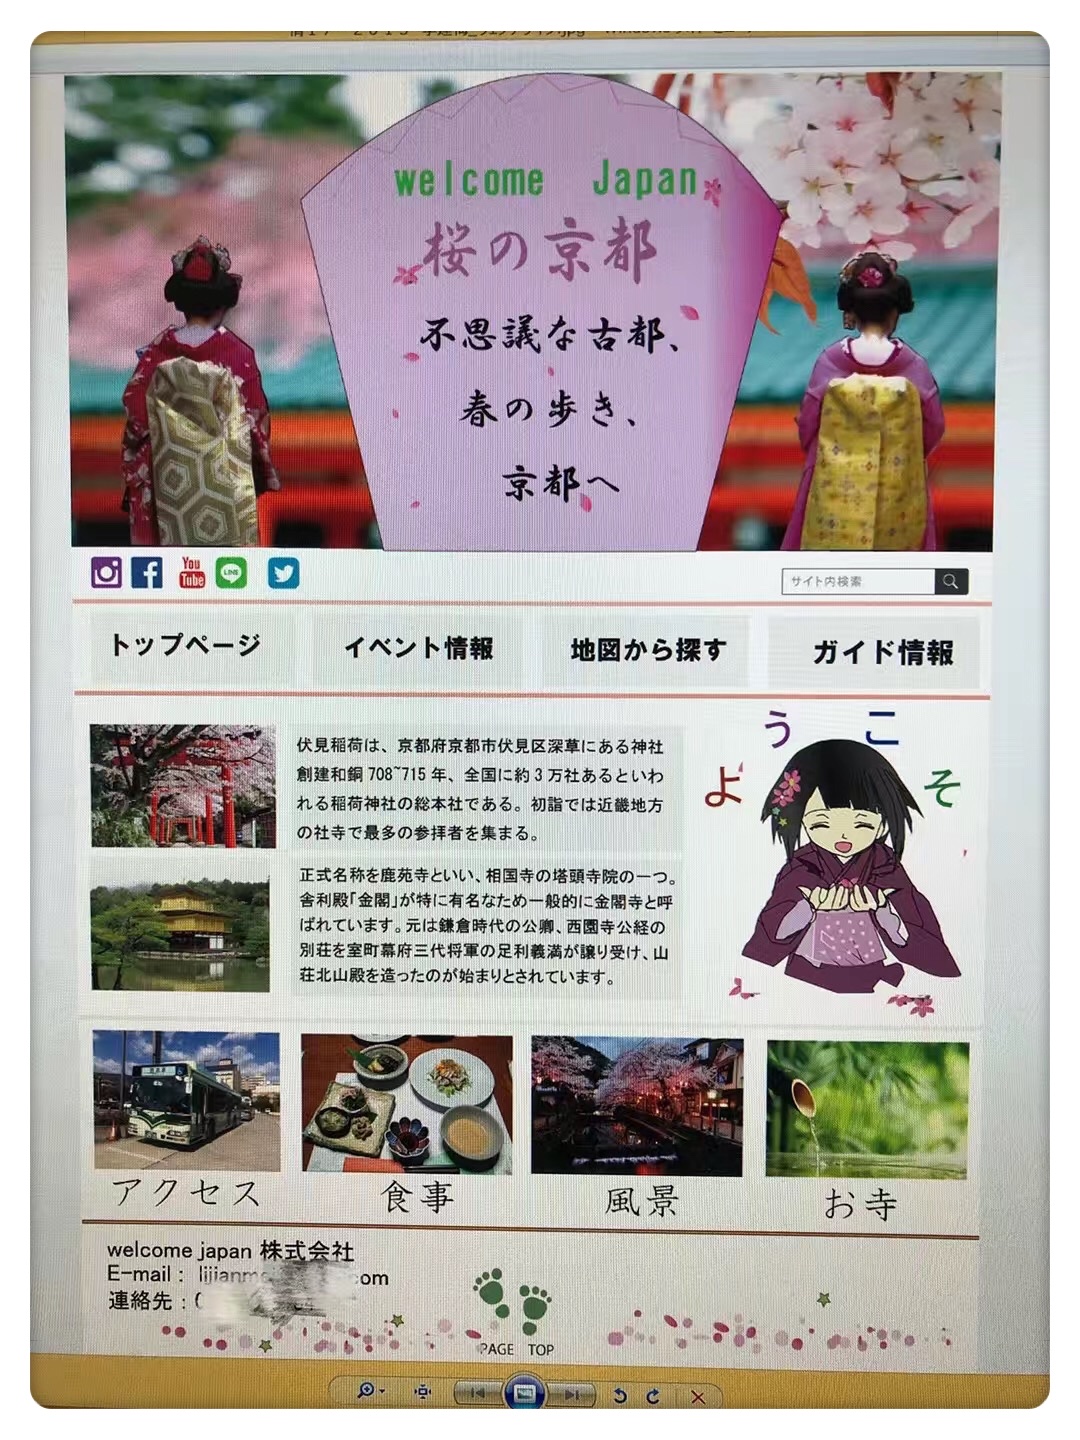 welcome Japan
桜の京都
不思議な古都、
春の歩き、
京都へ
You
Tube
LINE
サイト内検索
トップページ
イベント情報
地図から探す
ガイド情報
伏見稲荷は、京都府京都市伏見区深草にある神社
創建和銅708~715年、全国に約3万社あるといわ
れる稲荷神社の総本社である。初詣では近畿地方
の社寺で最多の参拝者を集まる。
ようこそ
正式名称を鹿苑寺といい、相国寺の塔頭寺院の一つ。
舎利殿「金閣」が特に有名なため一般的に金閣寺と呼
ばれています。元は鎌倉時代の公卿、西園寺公経の
別荘を室町幕府三代将軍の足利義満が譲り受け、山
荘北山殿を造ったのが始まりとされています。
アクセス
食事
風景
お寺
welcome japan 株式会社
E-mail :
連絡先 :
PAGE TOP